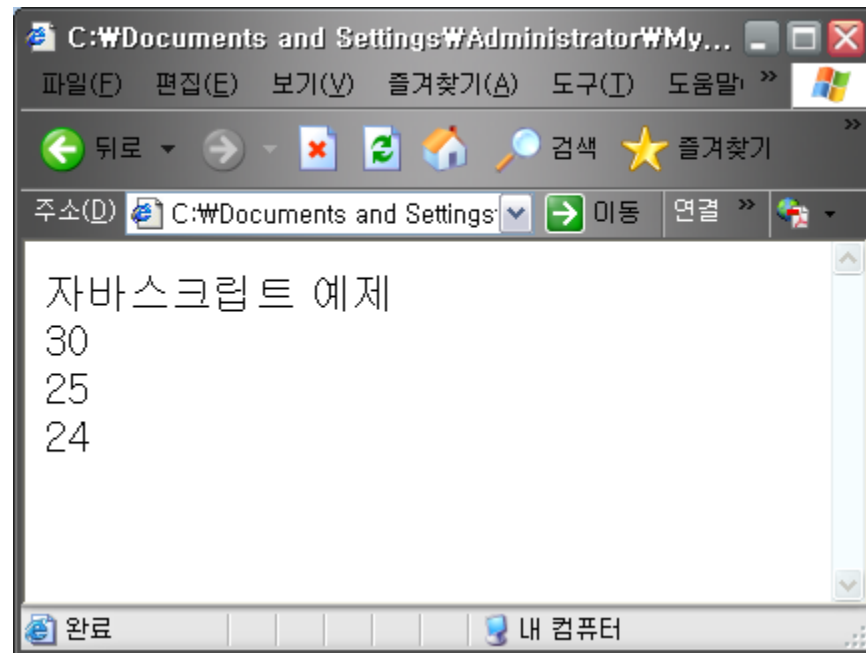 C:₩Documents and Settings₩Administrator₩My...
파일(F) 편집(E) 보기(V) 즐겨찾기(A) 도구(T) 도움말 »
뒤로 검색 즐겨찾기 »
주소(D) C:₩Documents and Settings 이동 연결 »
자바스크립트 예제
30
25
24
완료 내 컴퓨터